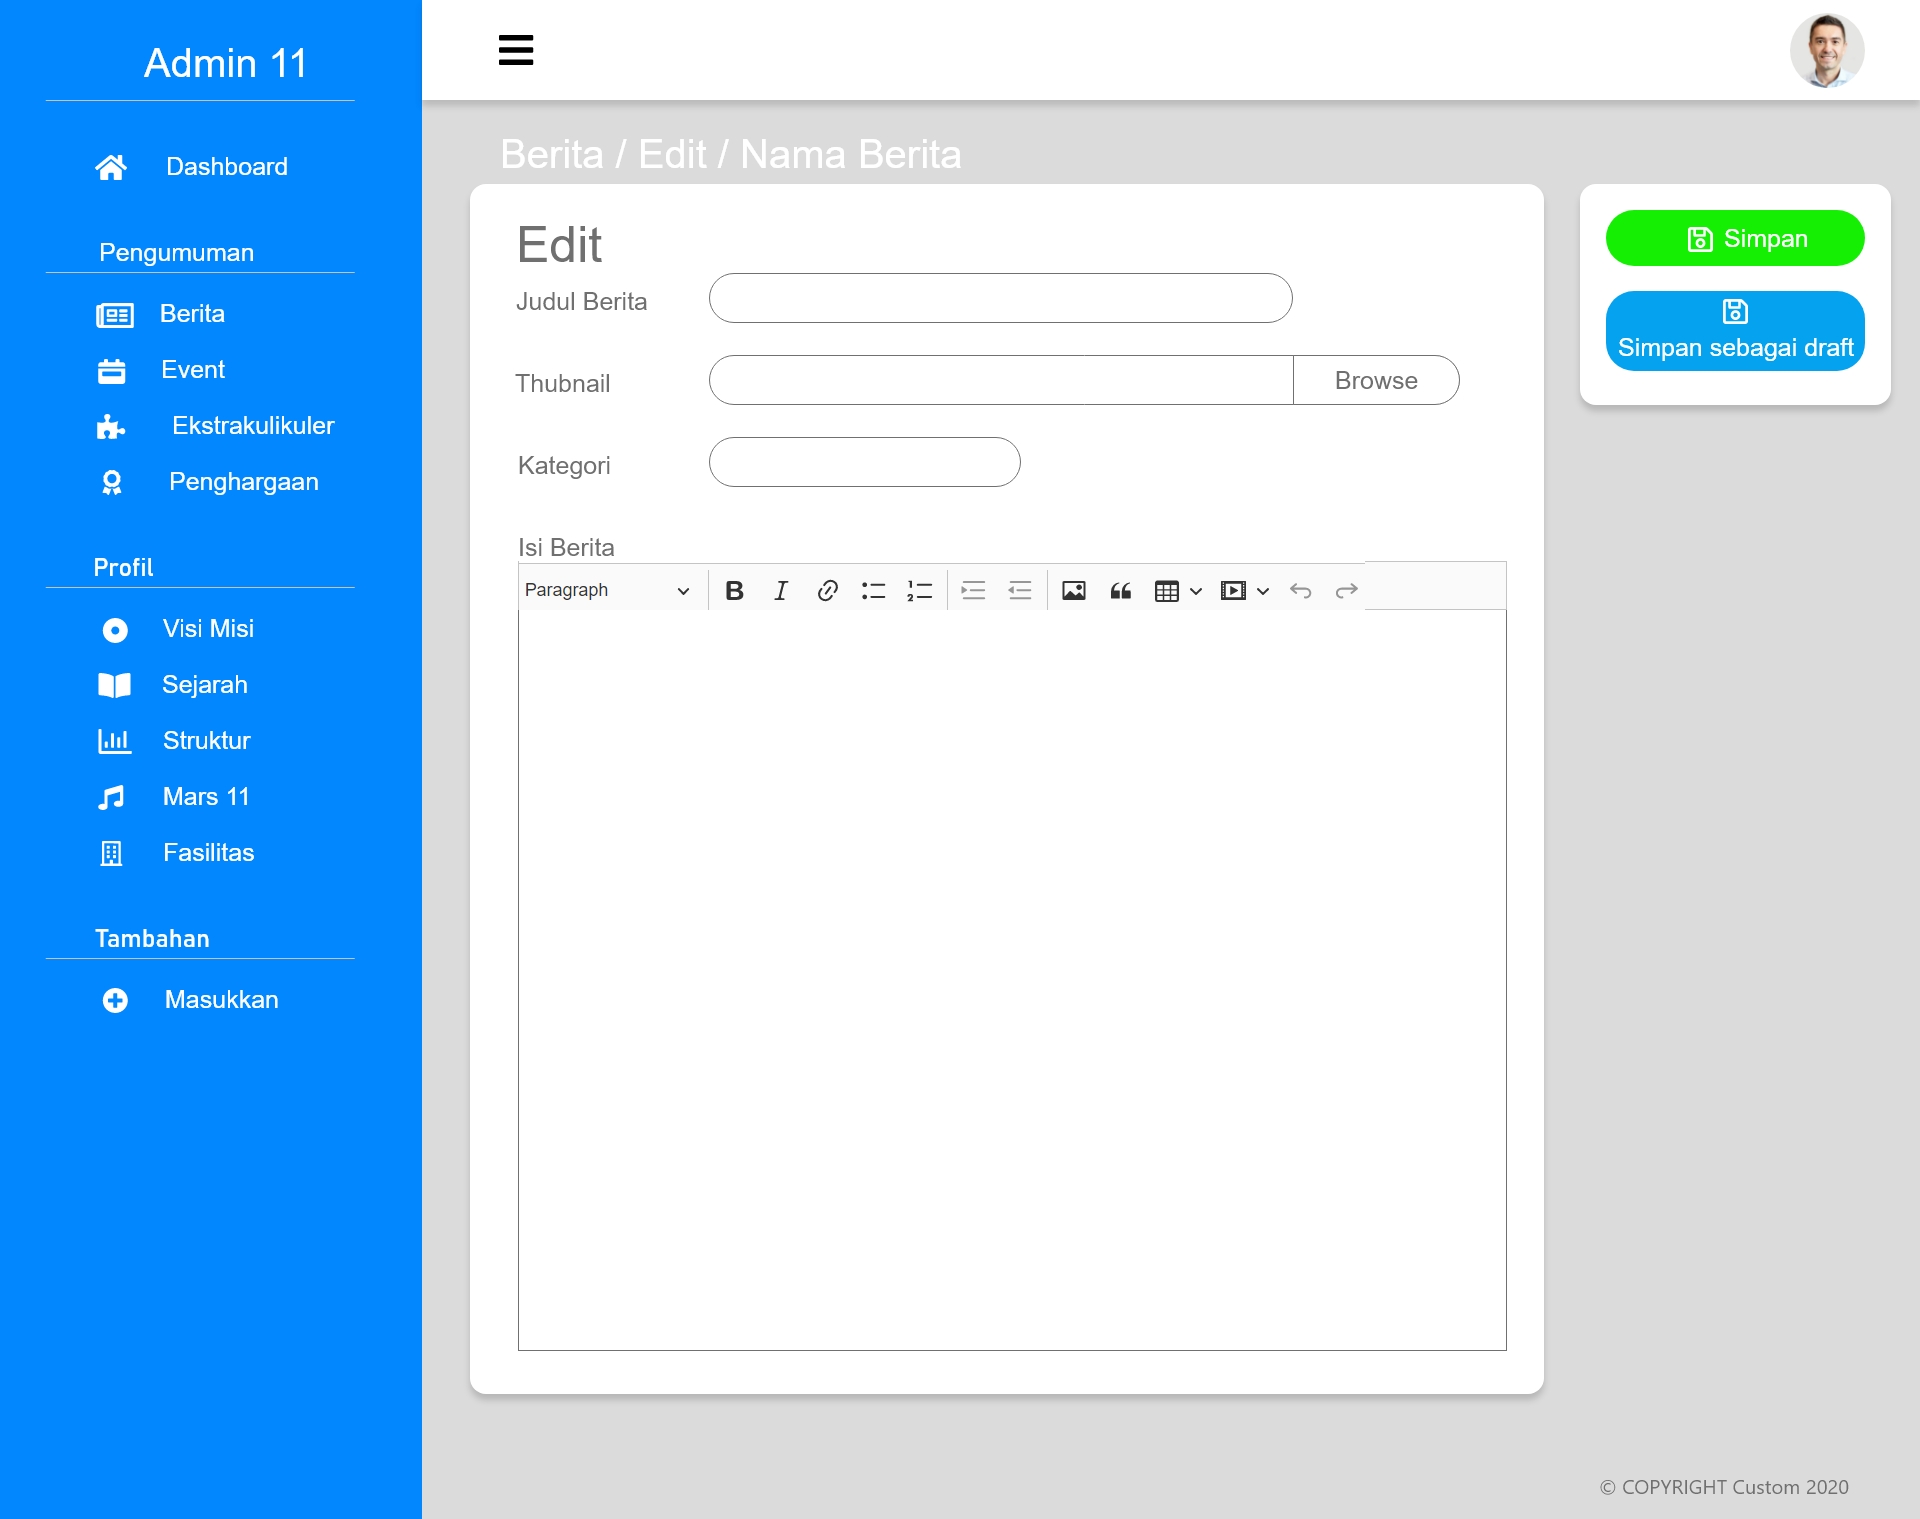 Admin 11
Dashboard
Pengumuman
Berita
Event
Ekstrakulikuler
Penghargaan
Profil
Visi Misi
Sejarah
Struktur
Mars 11
Fasilitas
Tambahan
Masukkan
Berita / Edit / Nama Berita
Edit
Judul Berita
Thubnail
Browse
Kategori
Isi Berita
Paragraph
Simpan
Simpan sebagai draft
© COPYRIGHT Custom 2020